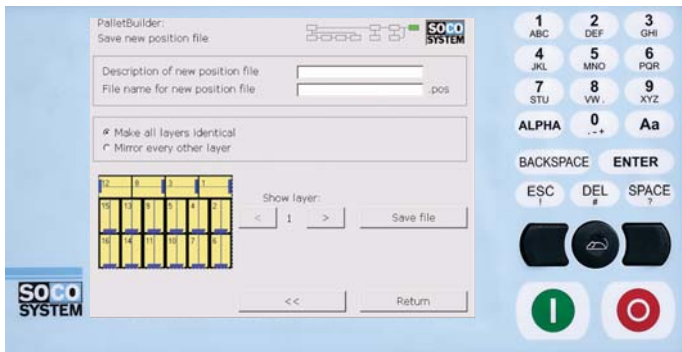 PalletBuilder:
Save new position file
SOCO
SYSTEM
Description of new position file
File name for new position file
.pos
Make all layers identical
Mirror every other layer
12 8 3 1
15 13 9 5 4 2
16 14 11 10 7 6
Show layer:
< 1 >
Save file
<<
Return
SOCO
SYSTEM
1 2 3
ABC DEF GHI
4 5 6
JKL MNO PQR
7 8 9
STU VW. XYZ
ALPHA 0 Aa
. - +
BACKSPACE ENTER
ESC DEL SPACE
! # ?
I O